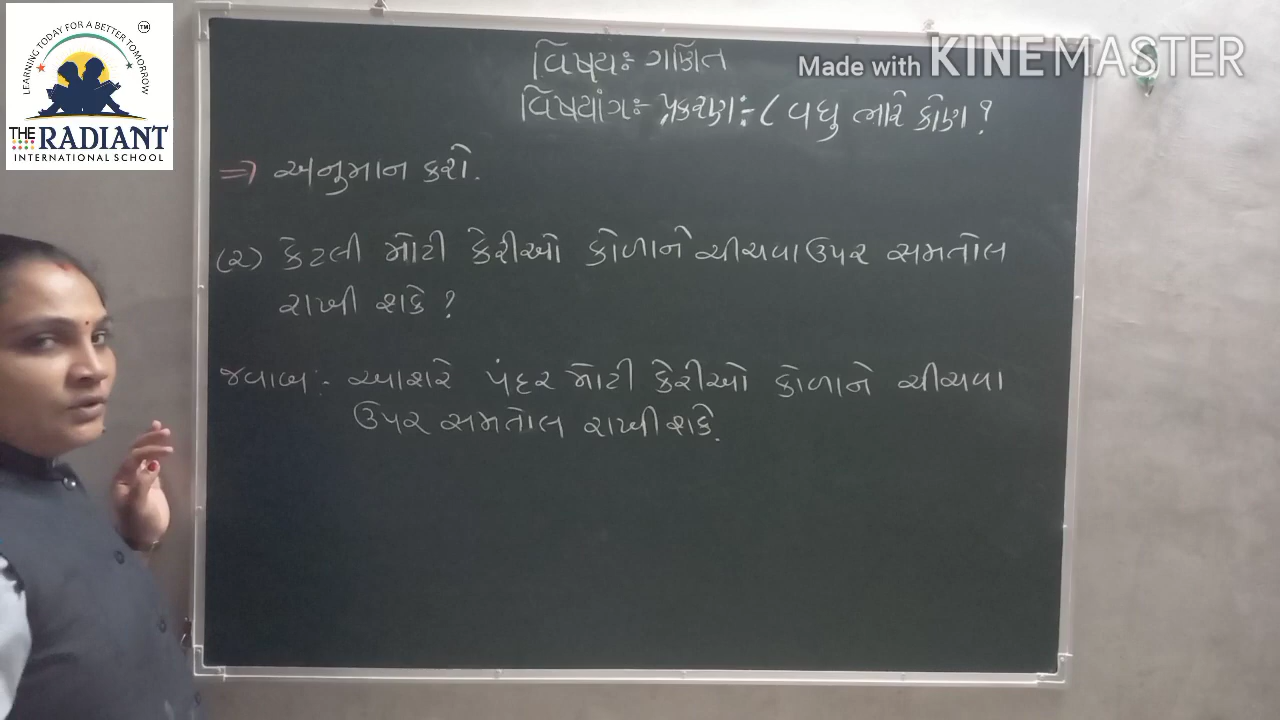 LEARNING TODAY FOR A BETTER TOMORROW
TM
THE RADIANT
INTERNATIONAL SCHOOL
Made with KINEMASTER
વિષય:- ગણિત
વિષયાંગ:- પ્રકરણ:- ૮ વધુ ભારે કોણ ?
=> અનુમાન કરો.
(૨) કેટલી મોટી કેરીઓ કોળાને ચીચવા ઉપર સમતોલ
રાખી શકે ?
જવાબ :- આશરે પંદર મોટી કેરીઓ કોળાને ચીચવા
ઉપર સમતોલ રાખી શકે.